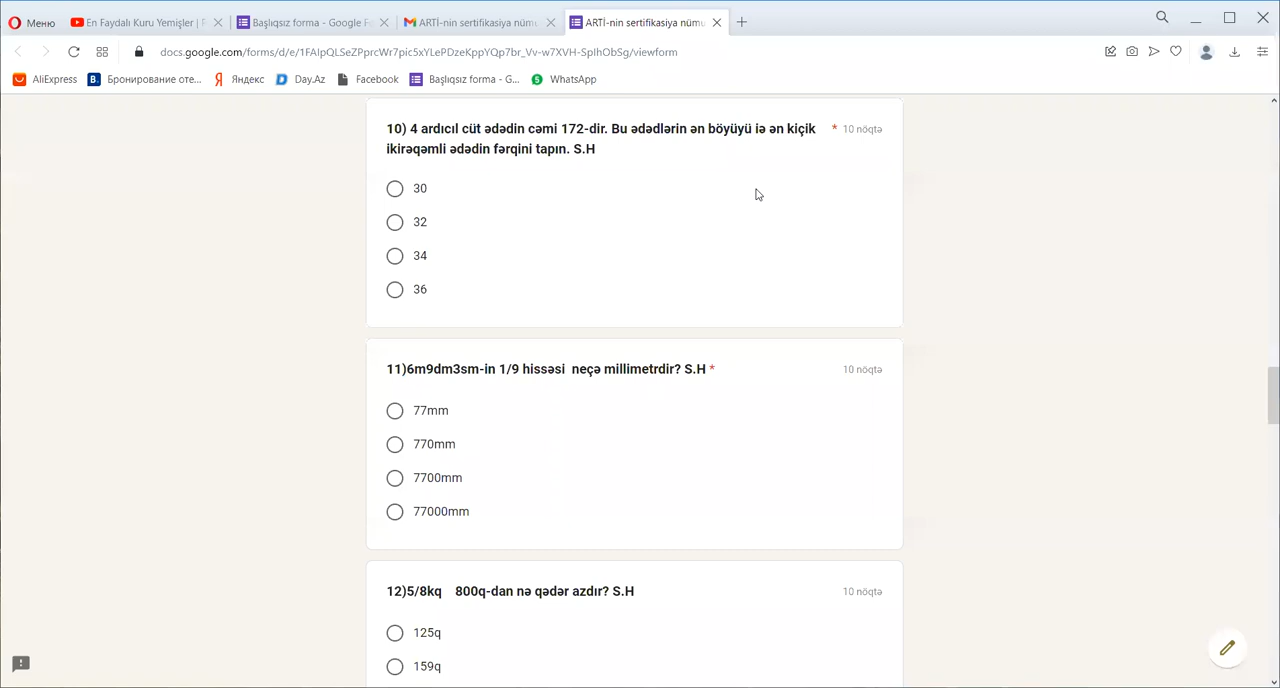 Меню
En Faydalı Kuru Yemişler | F
Başlıqsız forma - Google Fo
ARTİ-nin sertifikasiya nümu
ARTİ-nin sertifikasiya nümu
docs.google.com/forms/d/e/1FAIpQLSeZPprcWr7pic5xYLePDzeKppYQp7br_Vv-w7XVH-SpIhObSg/viewform
AliExpress
B.
Бронирование оте...
Яндекс
Day.Az
Facebook
Başlıqsız forma - G...
WhatsApp
10) 4 ardıcıl cüt ədədin cəmi 172-dir. Bu ədədlərin ən böyüyü iə ən kiçik * 10 nöqtə
ikirəqəmli ədədin fərqini tapın. S.H
30
32
34
36
11)6m9dm3sm-in 1/9 hissəsi neçə millimetrdir? S.H * 10 nöqtə
77mm
770mm
7700mm
77000mm
12)5/8kq 800q-dan nə qədər azdır? S.H 10 nöqtə
125q
159q